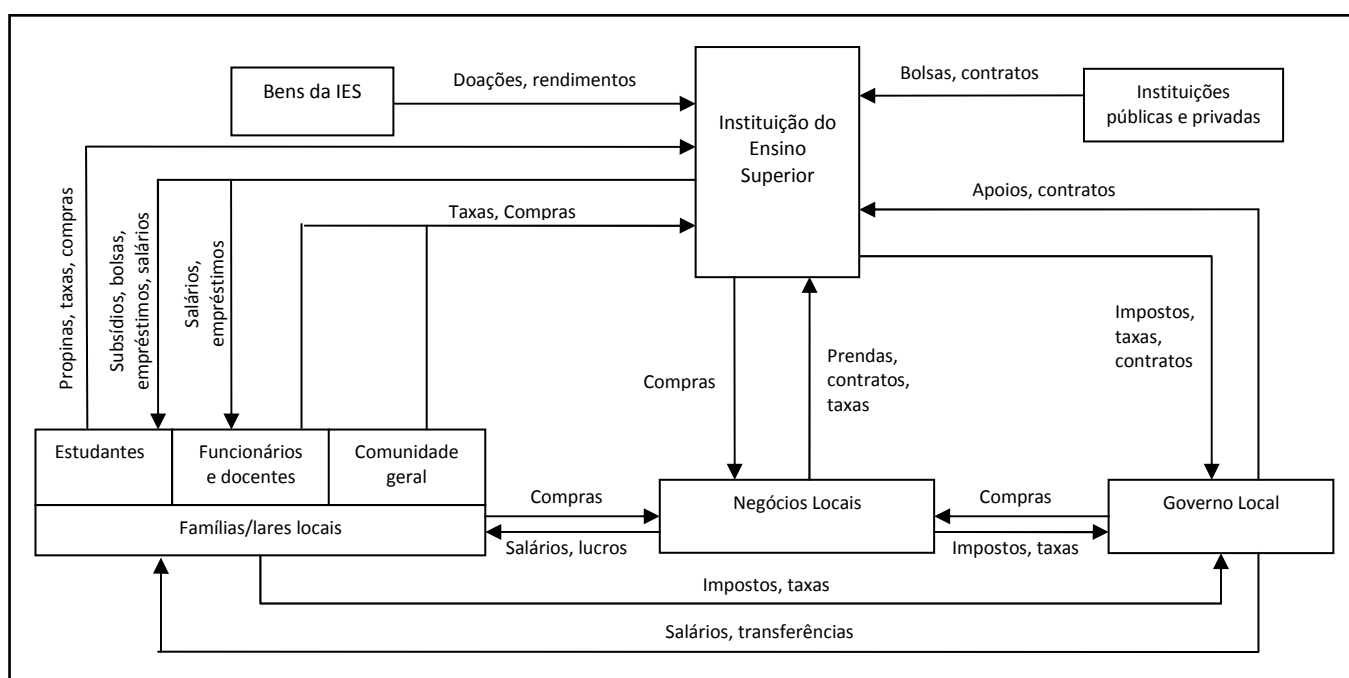 Bens da IES
Doações, rendimentos
Instituição do
Ensino
Superior
Bolsas, contratos
Instituições
públicas e privadas
Apoios, contratos
Taxas, Compras
Propinas, taxas, compras
Subsídios, bolsas,
empréstimos, salários
Salários,
empréstimos
Compras
Prendas,
contratos,
taxas
Impostos,
taxas,
contratos
Estudantes
Funcionários
e docentes
Comunidade
geral
Famílias/lares locais
Compras
Salários, lucros
Negócios Locais
Compras
Impostos, taxas
Governo Local
Impostos, taxas
Salários, transferências